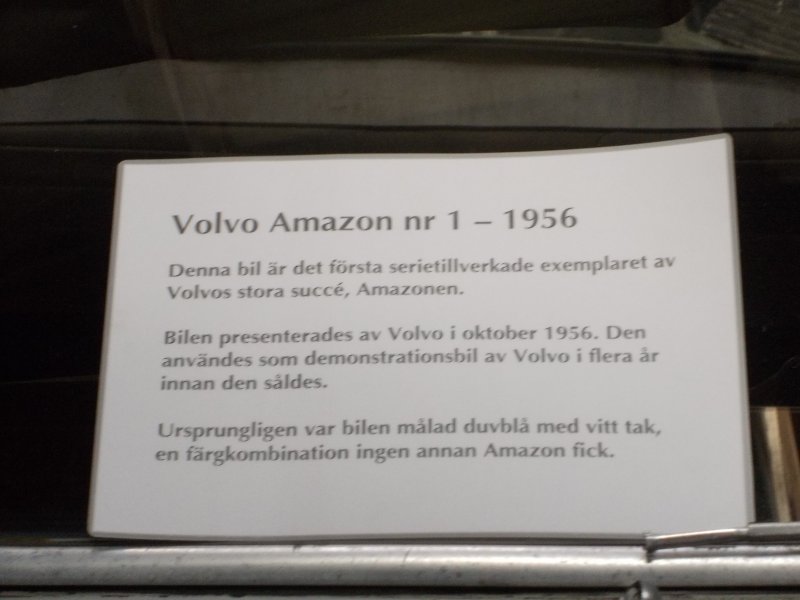 Volvo Amazon nr 1 – 1956
Denna bil är det första serietillverkade exemplaret av
Volvos stora succé, Amazonen.
Bilen presenterades av Volvo i oktober 1956. Den
användes som demonstrationsbil av Volvo i flera år
innan den såldes.
Ursprungligen var bilen målad duvblå med vitt tak,
en färgkombination ingen annan Amazon fick.